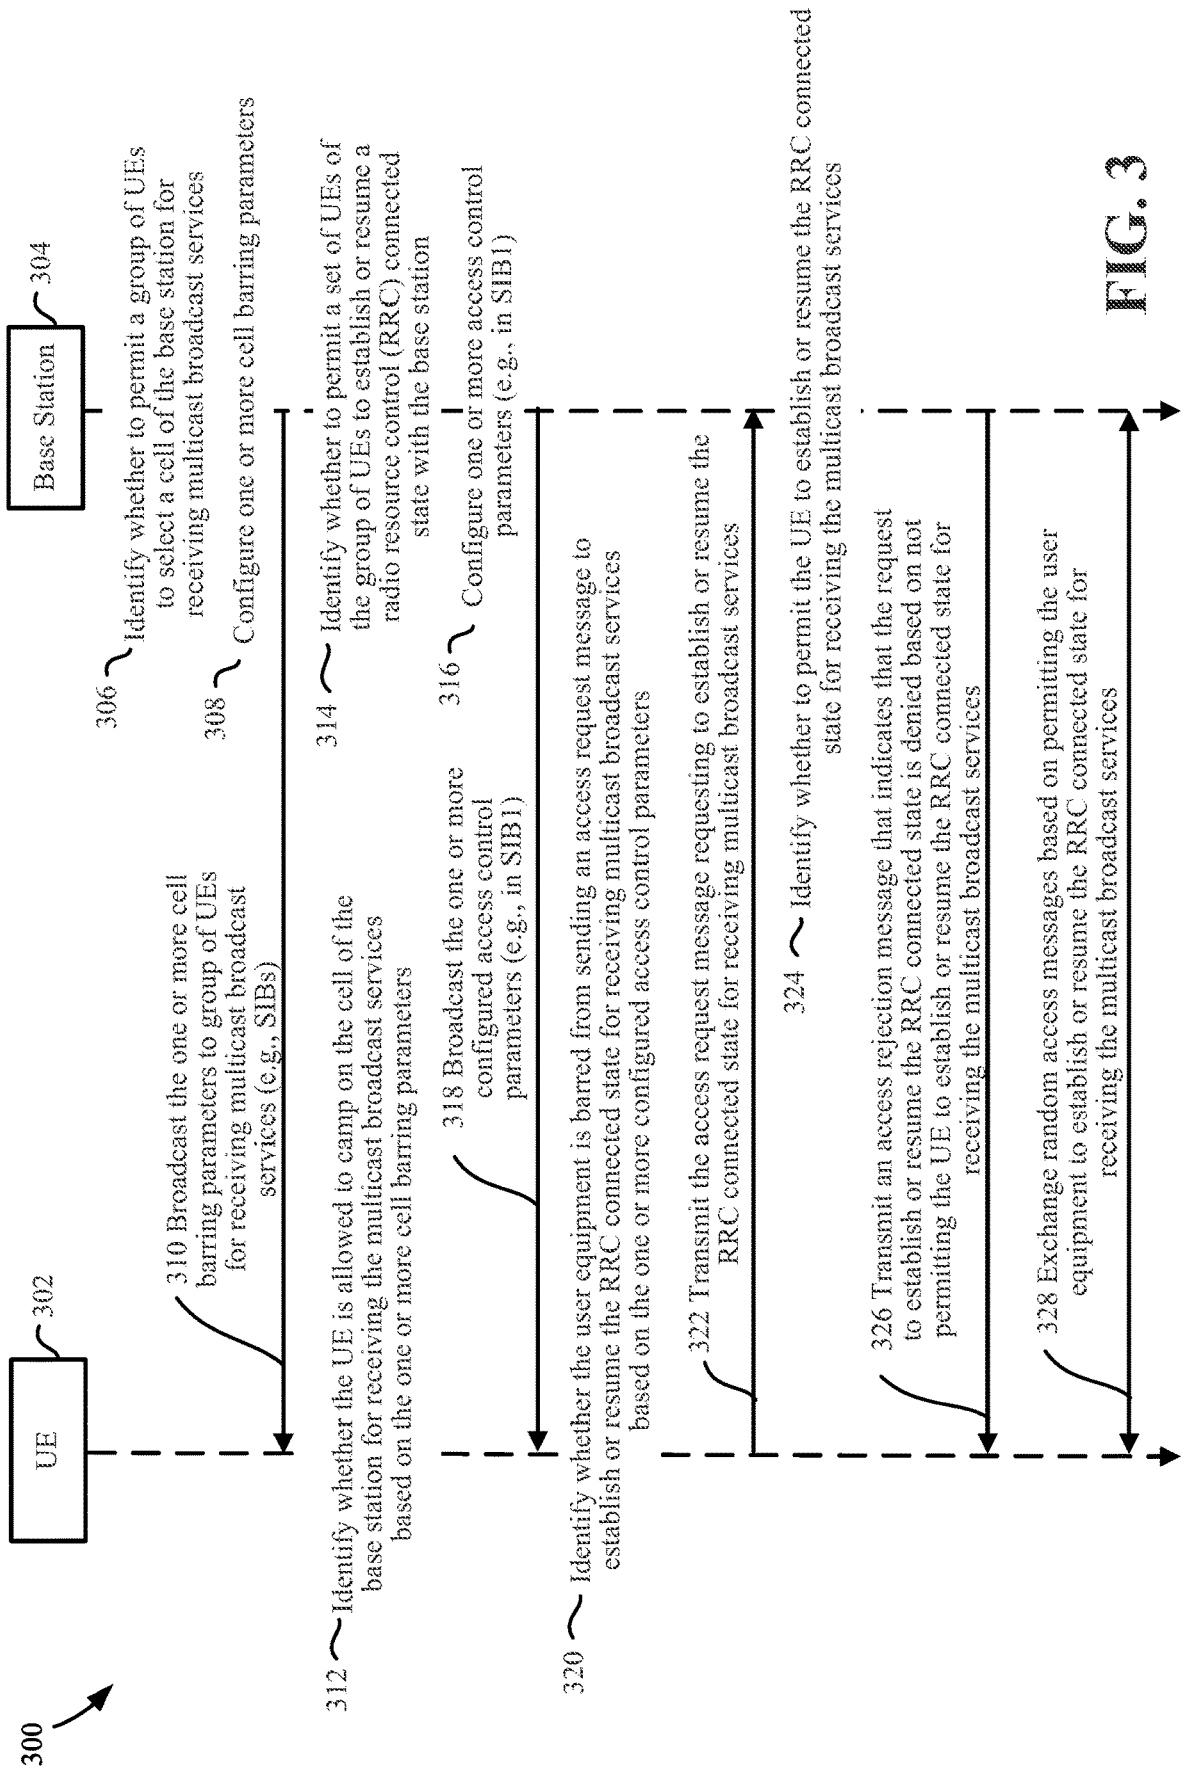 300
UE
302
Base Station
304
306
Identify whether to permit a group of UEs
to select a cell of the base station for
receiving multicast broadcast services
308
Configure one or more cell barring parameters
310 Broadcast the one or more cell
barring parameters to group of UEs
for receiving multicast broadcast
services (e.g., SIBs)
312
Identify whether the UE is allowed to camp on the cell of the
base station for receiving the multicast broadcast services
based on the one or more cell barring parameters
314
Identify whether to permit a set of UEs of
the group of UEs to establish or resume a
radio resource control (RRC) connected
state with the base station
316
Configure one or more access control
parameters (e.g., in SIB1)
318 Broadcast the one or more
configured access control
parameters (e.g., in SIB1)
320
Identify whether the user equipment is barred from sending an access request message to
establish or resume the RRC connected state for receiving multicast broadcast services
based on the one or more configured access control parameters
322 Transmit the access request message requesting to establish or resume the
RRC connected state for receiving multicast broadcast services
324
Identify whether to permit the UE to establish or resume the RRC connected
state for receiving the multicast broadcast services
326 Transmit an access rejection message that indicates that the request
to establish or resume the RRC connected state is denied based on not
permitting the UE to establish or resume the RRC connected state for
receiving the multicast broadcast services
328 Exchange random access messages based on permitting the user
equipment to establish or resume the RRC connected state for
receiving the multicast broadcast services
FIG. 3